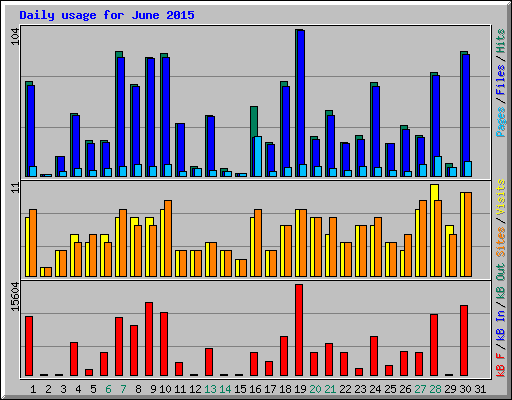 Daily usage for June 2015
104
Pages / Files / Hits
11
Sites / Visits
15604
kB F / kB In / kB Out
1 2 3 4 5 6 7 8 9 10 11 12 13 14 15 16 17 18 19 20 21 22 23 24 25 26 27 28 29 30 31